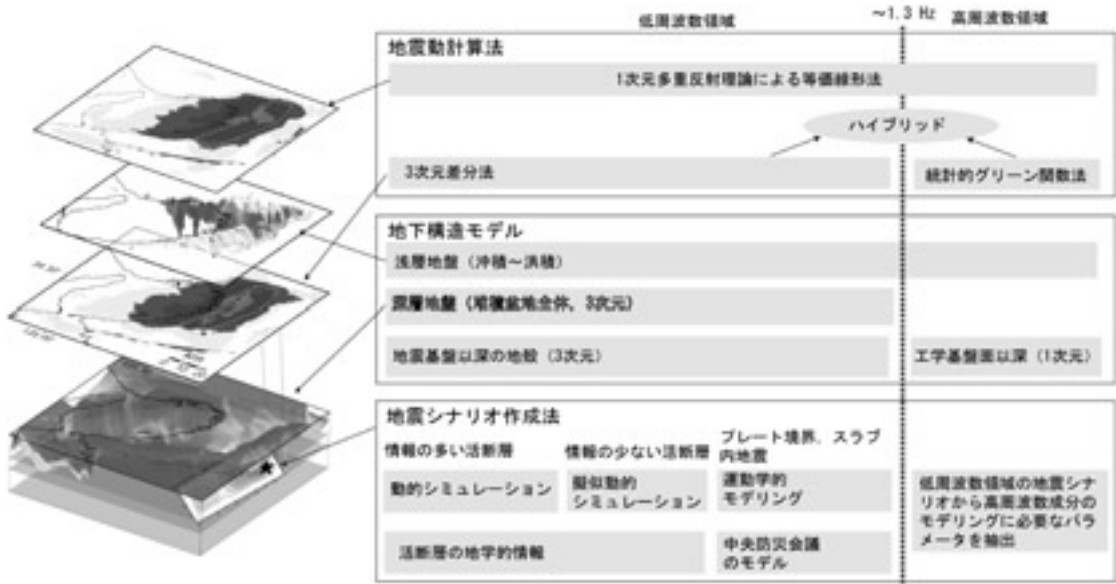 低周波数領域
～1.3 Hz
高周波数領域
地震動計算法
1次元多重反射理論による等価線形法
ハイブリッド
3次元差分法
統計的グリーン関数法
地下構造モデル
浅層地盤（沖積～洪積）
深層地盤（堆積盆地全体，3次元）
地震基盤以深の地殻（3次元）
工学基盤面以深（1次元）
地震シナリオ作成法
情報の多い活断層
情報の少ない活断層
プレート境界，スラブ
内地震
動的シミュレーション
擬似動的
シミュレーション
運動学的
モデリング
低周波数領域の地震シナ
リオから高周波数成分の
モデリングに必要なパラ
メータを抽出
活断層の地学的情報
中央防災会議
のモデル